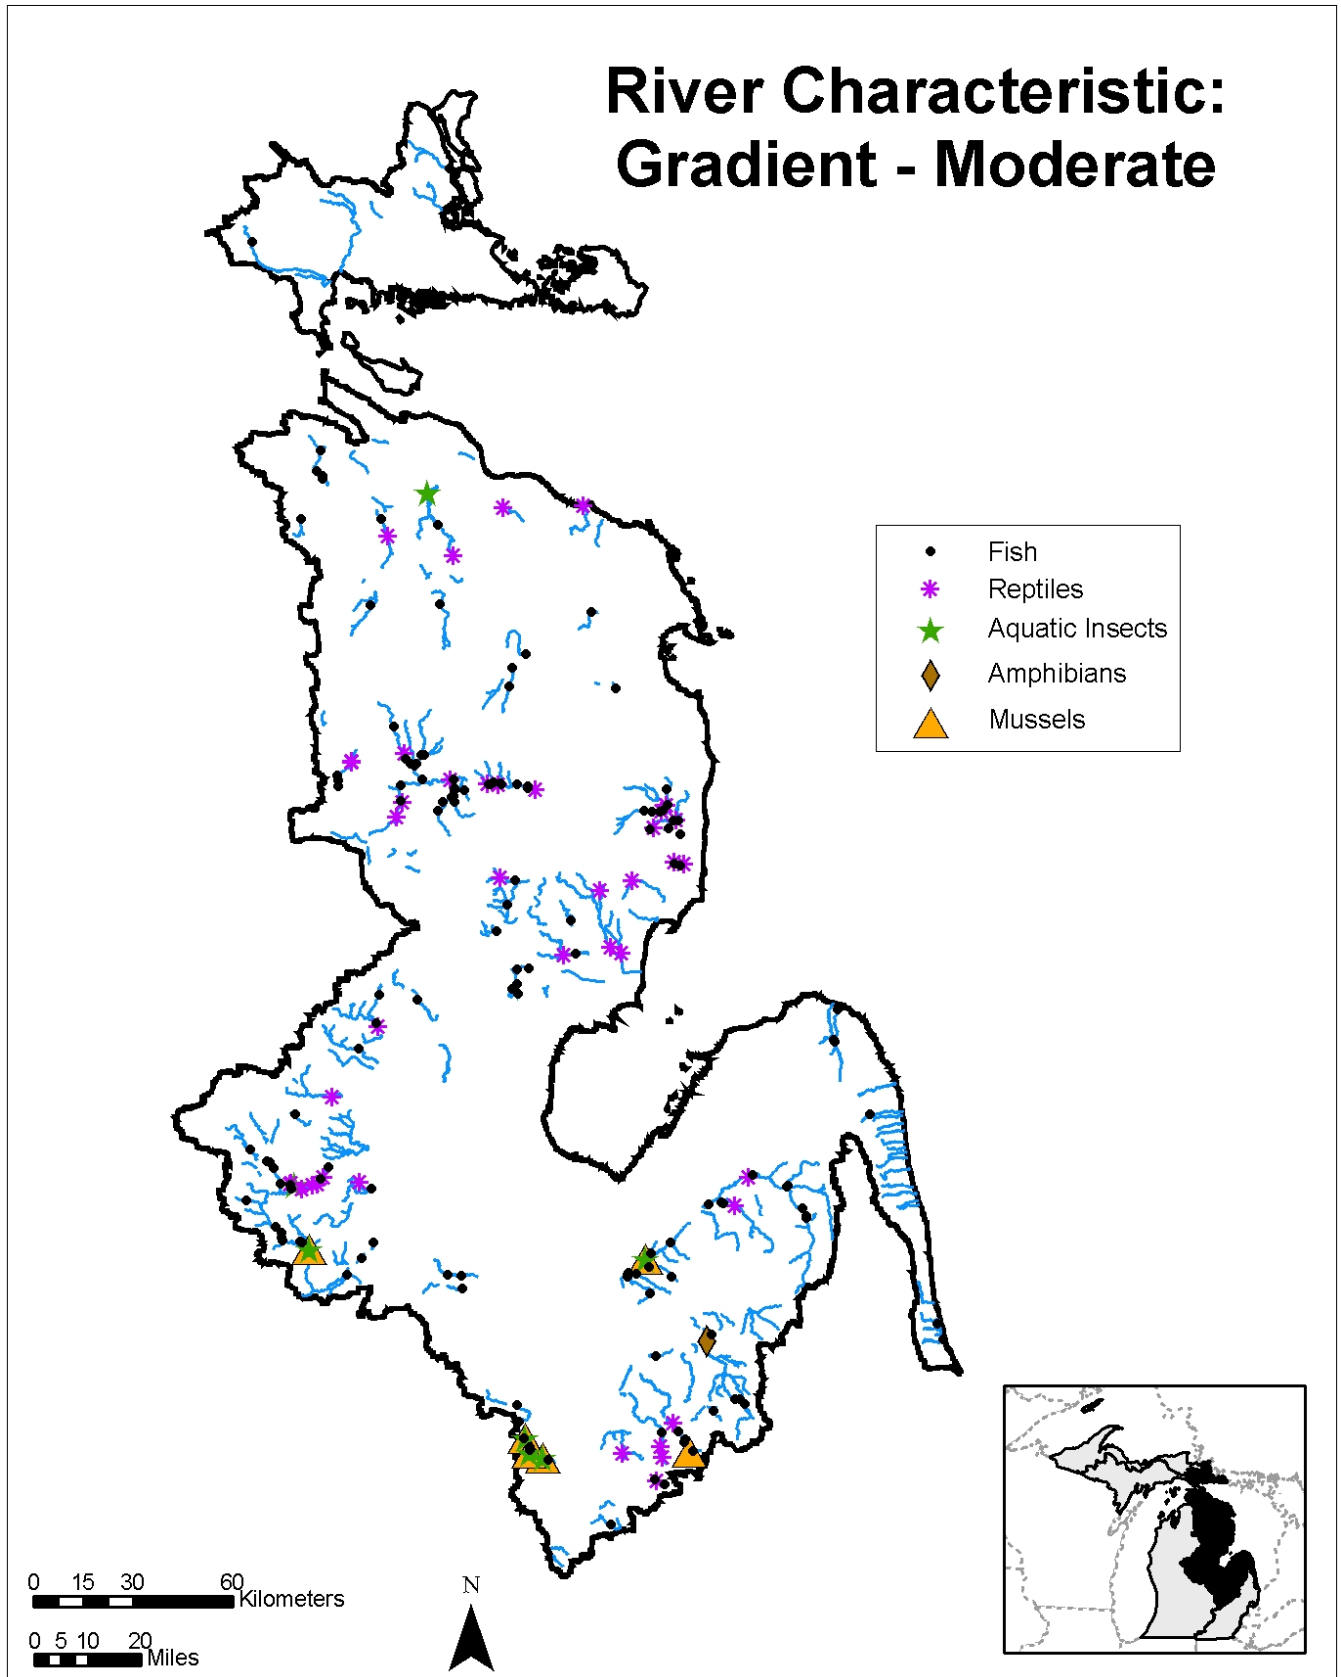 River Characteristic:
Gradient - Moderate
Fish
Reptiles
Aquatic Insects
Amphibians
Mussels
0 15 30 60
Kilometers
0 5 10 20
Miles
N